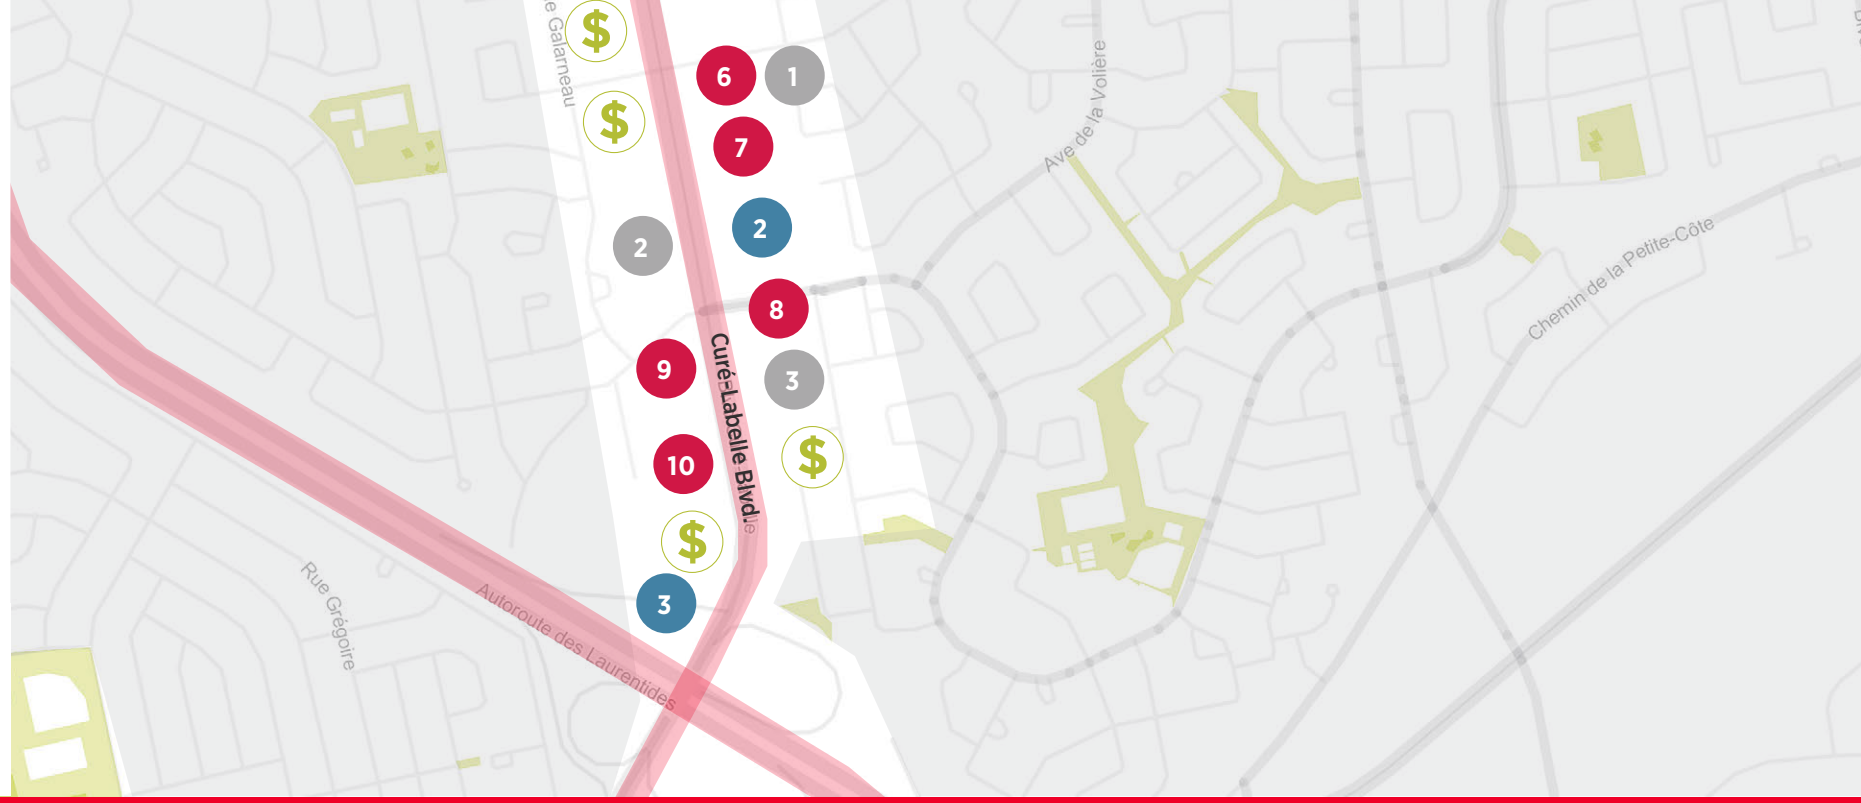 e Galarneau
$
$
6
1
7
2
2
8
9
3
10
$
$
3
Curé-Labelle Blvd.
Ave de la Volière
Chemin de la Petite-Côte
Rue Grégoire
Autoroute des Laurentides